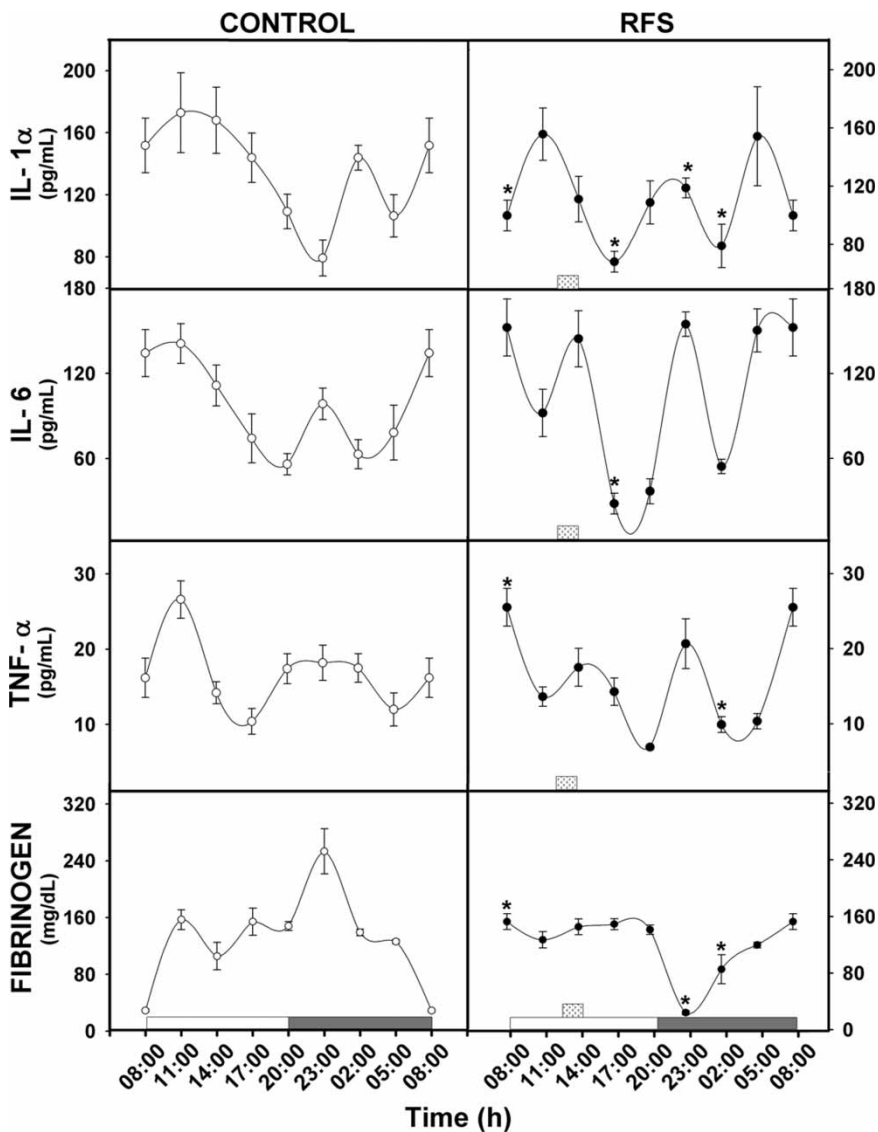 CONTROL RFS
IL- 1α
(pg/mL)
200
160
120
80
180
200
160
120
80
180
* * * *
IL- 6
(pg/mL)
120
60
120
60
*
TNF- α
(pg/mL)
30
20
10
30
20
10
* *
FIBRINOGEN
(mg/dL)
320
240
160
80
0
320
240
160
80
0
* * *
08:00 11:00 14:00 17:00 20:00 23:00 02:00 05:00 08:00
08:00 11:00 14:00 17:00 20:00 23:00 02:00 05:00 08:00
Time (h)